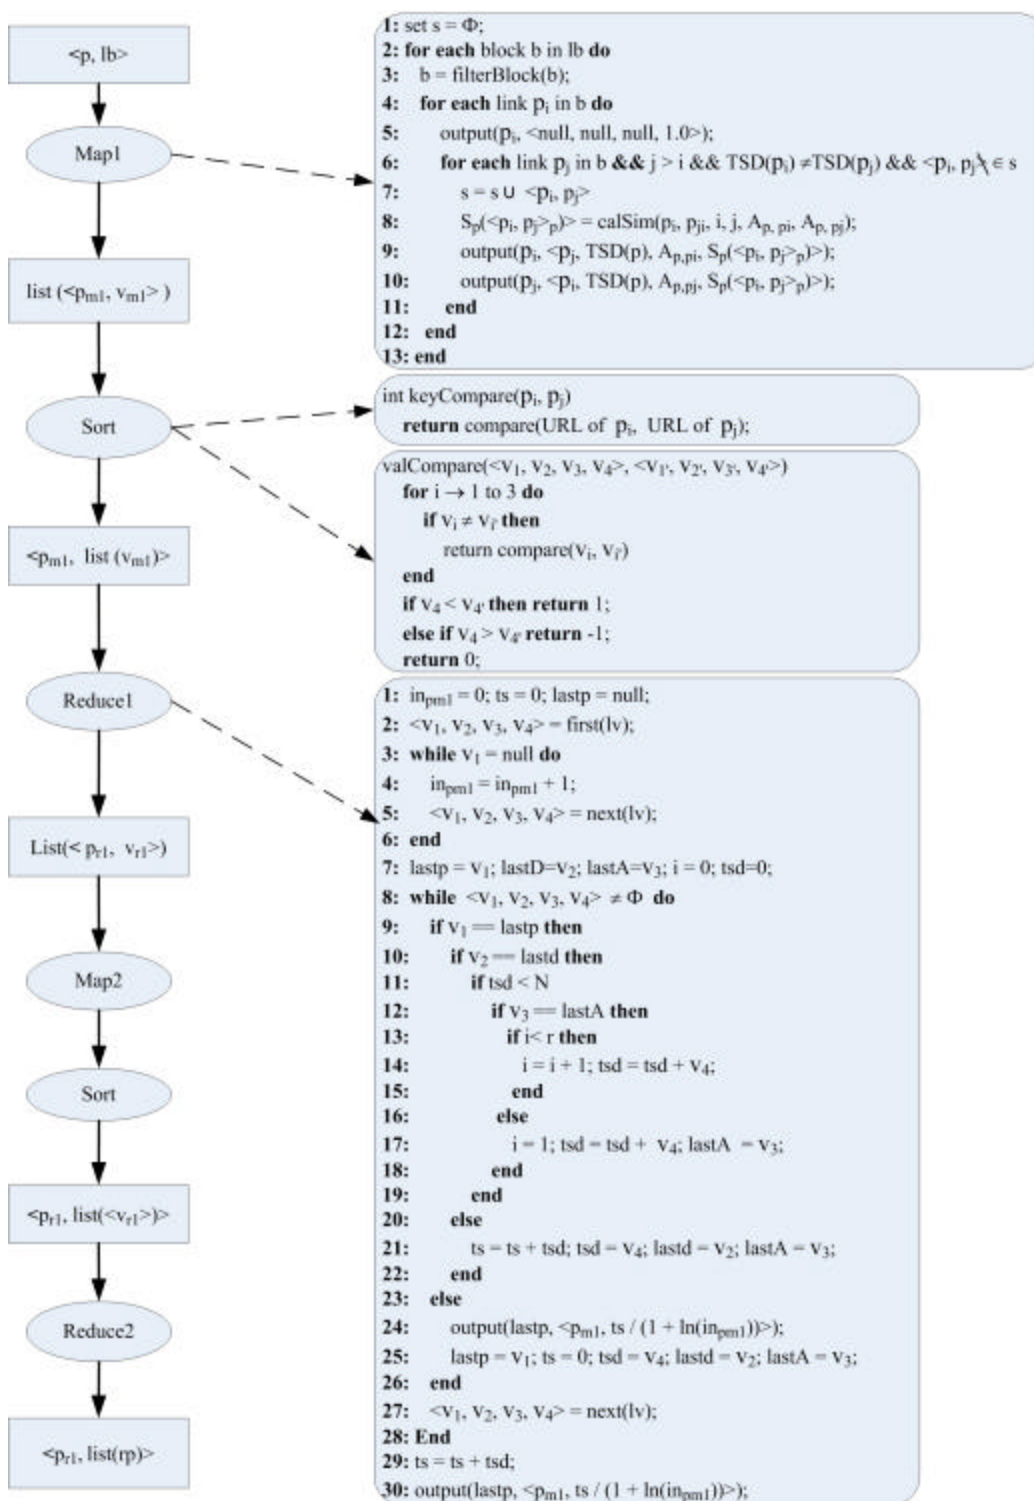 <p, lb>
Map1
list (<pm1, vm1> )
Sort
<pm1, list (vm1)>
Reduce1
List(< pr1, vr1>)
Map2
Sort
<pr1, list(<vr1>)>
Reduce2
<pr1, list(rp)>
1: set s = Φ;
2: for each block b in lb do
3: b = filterBlock(b);
4: for each link pi in b do
5: output(pi, <null, null, null, 1.0>);
6: for each link pj in b && j > i && TSD(pi) ≠TSD(pj) && <pi, pj ∈ s
7: s = s ∪ <pi, pj>
8: Sp(<pi, pj>p)> = calSim(pi, pji, i, j, Ap, pi, Ap, pj);
9: output(pi, <pj, TSD(p), Ap,pi, Sp(<pi, pj>p)>);
10: output(pj, <pi, TSD(p), Ap,pj, Sp(<pi, pj>p)>);
11: end
12: end
13: end
int keyCompare(pi, pj)
return compare(URL of pi, URL of pj);
valCompare(<v1, v2, v3, v4>, <v1', v2', v3', v4'>)
for i → 1 to 3 do
if vi ≠ vi' then
return compare(vi, vi')
end
if v4 < v4' then return 1;
else if v4 > v4' return -1;
return 0;
1: inpm1 = 0; ts = 0; lastp = null;
2: <v1, v2, v3, v4> = first(lv);
3: while v1 = null do
4: inpm1 = inpm1 + 1;
5: <v1, v2, v3, v4> = next(lv);
6: end
7: lastp = v1; lastD=v2; lastA=v3; i = 0; tsd=0;
8: while <v1, v2, v3, v4> ≠ Φ do
9: if v1 == lastp then
10: if v2 == lastd then
11: if tsd < N
12: if v3 == lastA then
13: if i< r then
14: i = i + 1; tsd = tsd + v4;
15: end
16: else
17: i = 1; tsd = tsd + v4; lastA = v3;
18: end
19: end
20: else
21: ts = ts + tsd; tsd = v4; lastd = v2; lastA = v3;
22: end
23: else
24: output(lastp, <pm1, ts / (1 + ln(inpm1))>);
25: lastp = v1; ts = 0; tsd = v4; lastd = v2; lastA = v3;
26: end
27: <v1, v2, v3, v4> = next(lv);
28: End
29: ts = ts + tsd;
30: output(lastp, <pm1, ts / (1 + ln(inpm1))>);